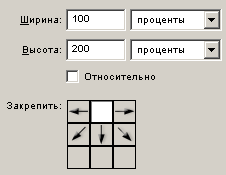 Ширина: 100 проценты
Высота: 200 проценты
Относительно
Закрепить: